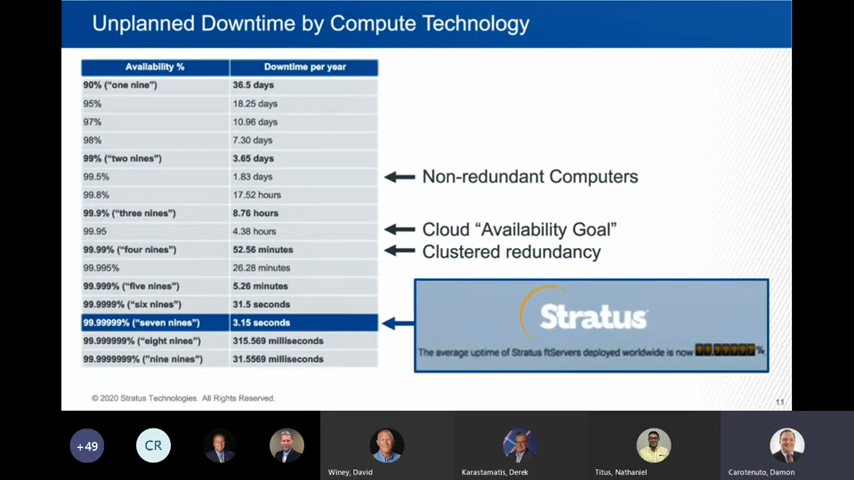 Unplanned Downtime by Compute Technology
Availability % Downtime per year
90% ("one nine") 36.5 days
95% 18.25 days
97% 10.96 days
98% 7.30 days
99% ("two nines") 3.65 days
99.5% 1.83 days
Non-redundant Computers
99.8% 17.52 hours
99.9% ("three nines") 8.76 hours
99.95 4.38 hours
Cloud "Availability Goal"
99.99% ("four nines") 52.56 minutes
Clustered redundancy
99.995% 26.28 minutes
99.999% ("five nines") 5.26 minutes
99.9999% ("six nines") 31.5 seconds
99.99999% ("seven nines") 3.15 seconds
99.999999% ("eight nines") 315.569 milliseconds
99.9999999% ("nine nines") 31.5569 milliseconds
Stratus
The average uptime of Stratus ftServers deployed worldwide is now %
© 2020 Stratus Technologies. All Rights Reserved.
11
+49
CR
Winey, David
Karastamatis, Derek
Titus, Nathaniel
Carotenuto, Damon